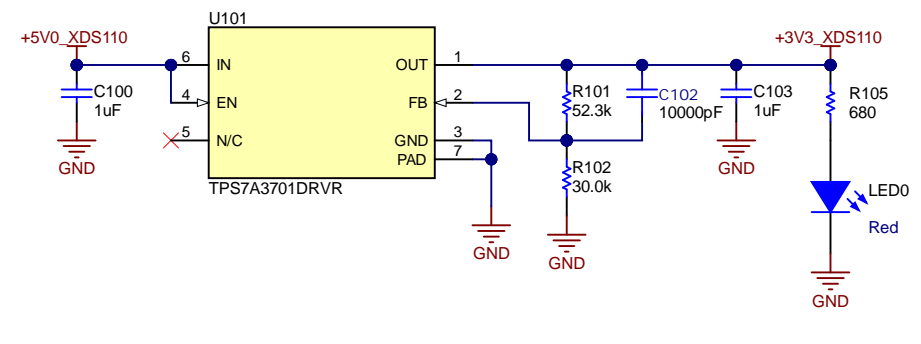 U101
+5V0_XDS110
+3V3_XDS110
6 IN OUT 1
C100
1uF
4 EN FB 2
R101
52.3k
C102
10000pF
C103
1uF
R105
680
5 N/C GND 3
PAD 7
GND
TPS7A3701DRVR
R102
30.0k
GND
LED0
Red
GND
GND
GND